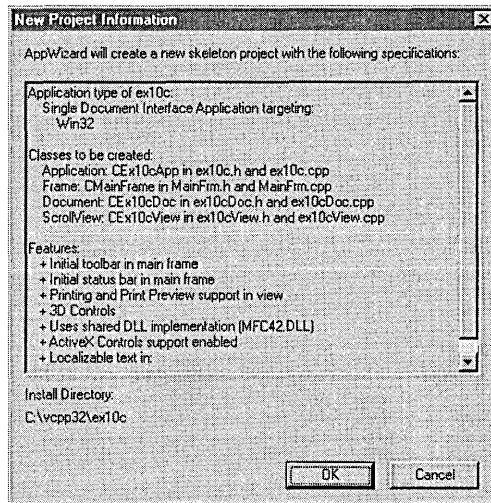 New Project Information
AppWizard will create a new skeleton project with the following specifications:
Application type of ex10c:
Single Document Interface Application targeting:
Win32
Classes to be created:
Application: CEx10cApp in ex10c.h and ex10c.cpp
Frame: CMainFrame in MainFrm.h and MainFrm.cpp
Document: CEx10cDoc in ex10cDoc.h and ex10cDoc.cpp
ScrollView: CEx10cView in ex10cView.h and ex10cView.cpp
Features:
+ Initial toolbar in main frame
+ Initial status bar in main frame
+ Printing and Print Preview support in view
+ 3D Controls
+ Uses shared DLL implementation (MFC42.DLL)
+ ActiveX Controls support enabled
+ Localizable text in:
Install Directory:
C:\vcpp32\ex10c
OK
Cancel